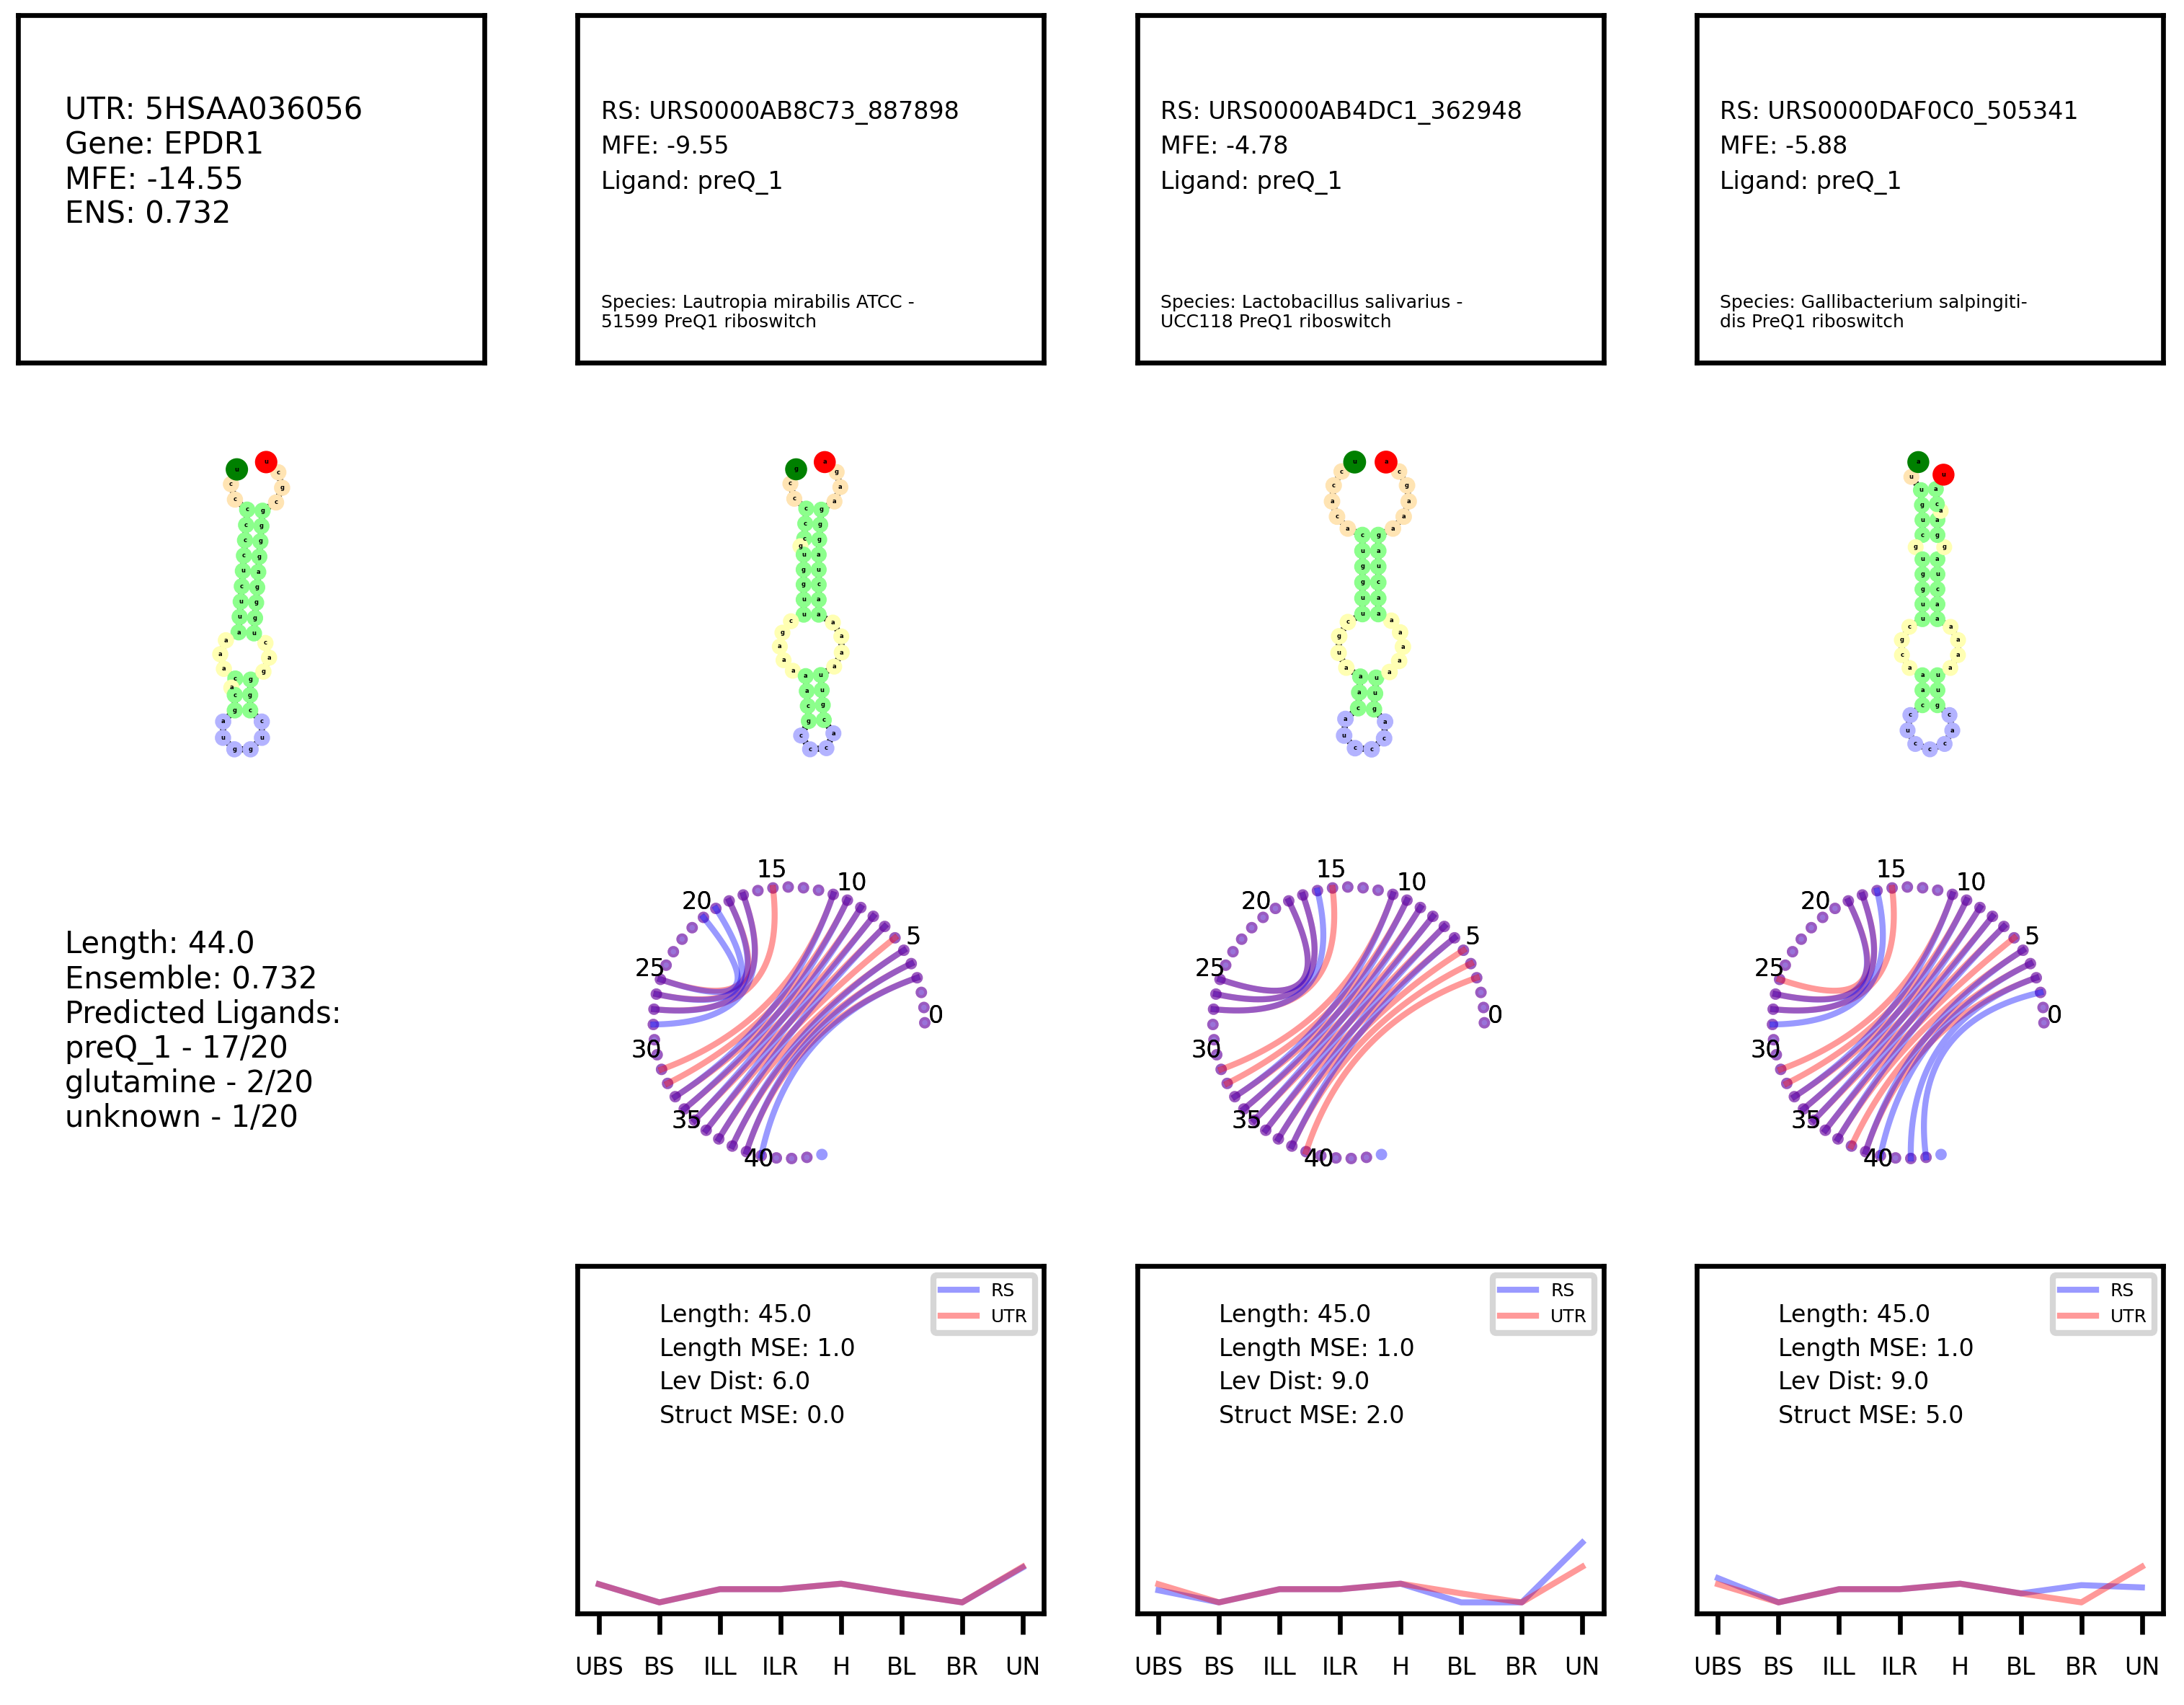 UTR: 5HSAA036056
Gene: EPDR1
MFE: -14.55
ENS: 0.732
RS: URS0000AB8C73_887898
MFE: -9.55
Ligand: preQ_1
Species: Lautropia mirabilis ATCC -
51599 PreQ1 riboswitch
RS: URS0000AB4DC1_362948
MFE: -4.78
Ligand: preQ_1
Species: Lactobacillus salivarius -
UCC118 PreQ1 riboswitch
RS: URS0000DAF0C0_505341
MFE: -5.88
Ligand: preQ_1
Species: Gallibacterium salpingiti-
dis PreQ1 riboswitch
Length: 44.0
Ensemble: 0.732
Predicted Ligands:
preQ_1 - 17/20
glutamine - 2/20
unknown - 1/20
0
5
10
15
20
25
30
35
40
0
5
10
15
20
25
30
35
40
0
5
10
15
20
25
30
35
40
RS
UTR
Length: 45.0
Length MSE: 1.0
Lev Dist: 6.0
Struct MSE: 0.0
UBS BS ILL ILR H BL BR UN
RS
UTR
Length: 45.0
Length MSE: 1.0
Lev Dist: 9.0
Struct MSE: 2.0
UBS BS ILL ILR H BL BR UN
RS
UTR
Length: 45.0
Length MSE: 1.0
Lev Dist: 9.0
Struct MSE: 5.0
UBS BS ILL ILR H BL BR UN